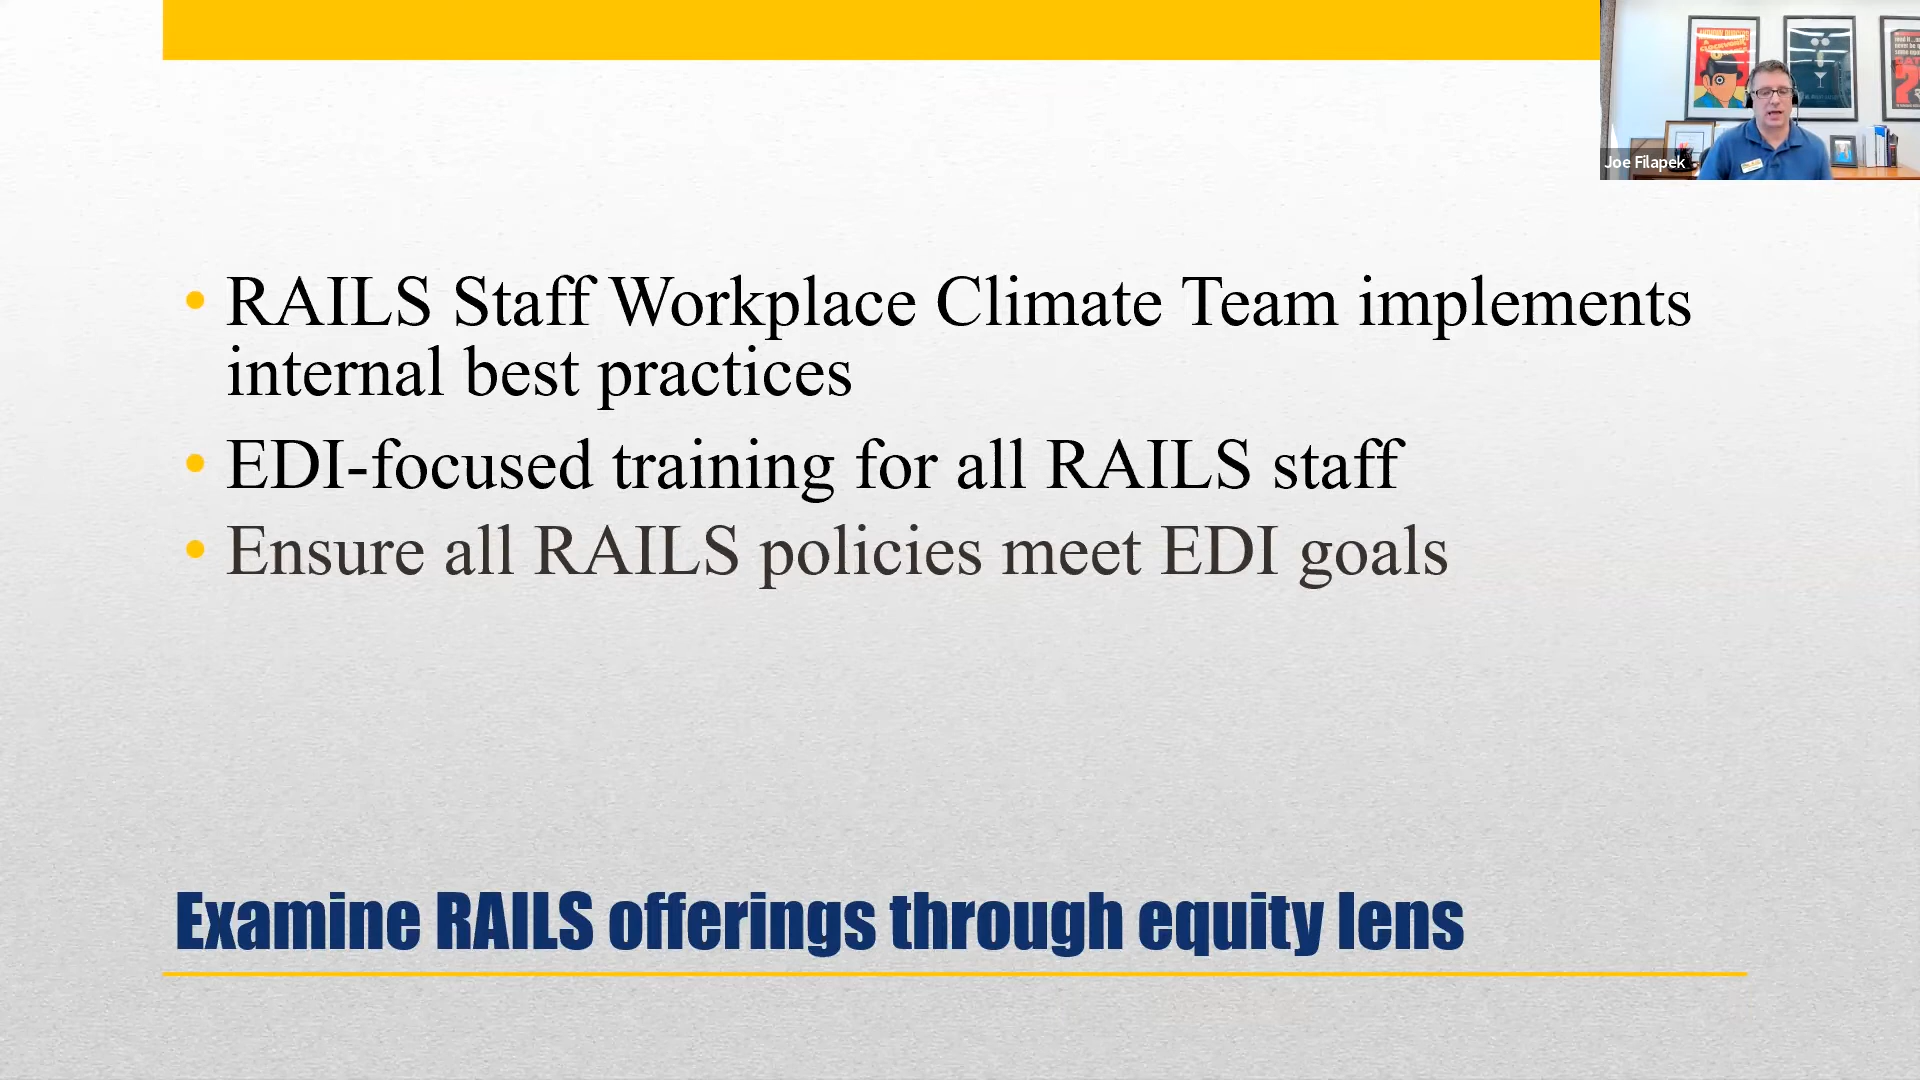 Joe Filapek
• RAILS Staff Workplace Climate Team implements
internal best practices
• EDI-focused training for all RAILS staff
• Ensure all RAILS policies meet EDI goals
Examine RAILS offerings through equity lens